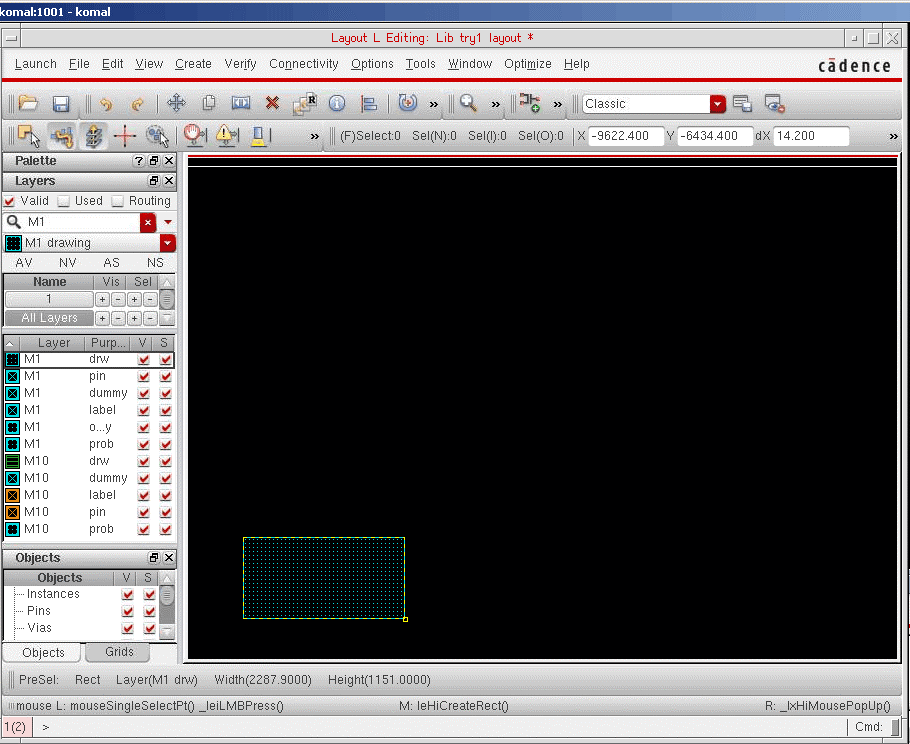 komal:1001 - komal
Layout L Editing: Lib try1 layout *
Launch File Edit View Create Verify Connectivity Options Tools Window Optimize Help
cādence
R » » » Classic
» (F)Select:0 Sel(N):0 Sel(I):0 Sel(O):0 X -9622.400 Y -6434.400 dX 14.200 »
Palette ?
Layers
Valid Used Routing
M1
M1 drawing
AV NV AS NS
Name Vis Sel
1 + - + -
All Layers + - + -
Layer Purp... V S
M1 drw
M1 pin
M1 dummy
M1 label
M1 o...y
M1 prob
M10 drw
M10 dummy
M10 label
M10 pin
M10 prob
Objects
Objects V S
Instances
Pins
Vias
Objects Grids
PreSel: Rect Layer(M1 drw) Width(2287.9000) Height(1151.0000)
mouse L: mouseSingleSelectPt() _leiLMBPress() M: leHiCreateRect() R: _lxHiMousePopUp()
1(2) > Cmd: